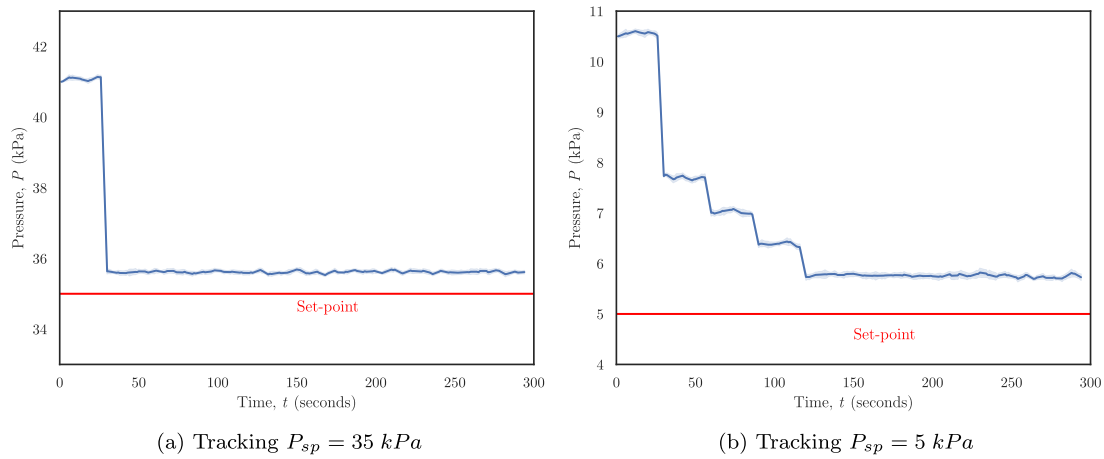 42
40
38
36
34
Pressure, P (kPa)
Set-point
0 50 100 150 200 250 300
Time, t (seconds)
(a) Tracking P_sp = 35 kPa
11
10
9
8
7
6
5
4
Pressure, P (kPa)
Set-point
0 50 100 150 200 250 300
Time, t (seconds)
(b) Tracking P_sp = 5 kPa